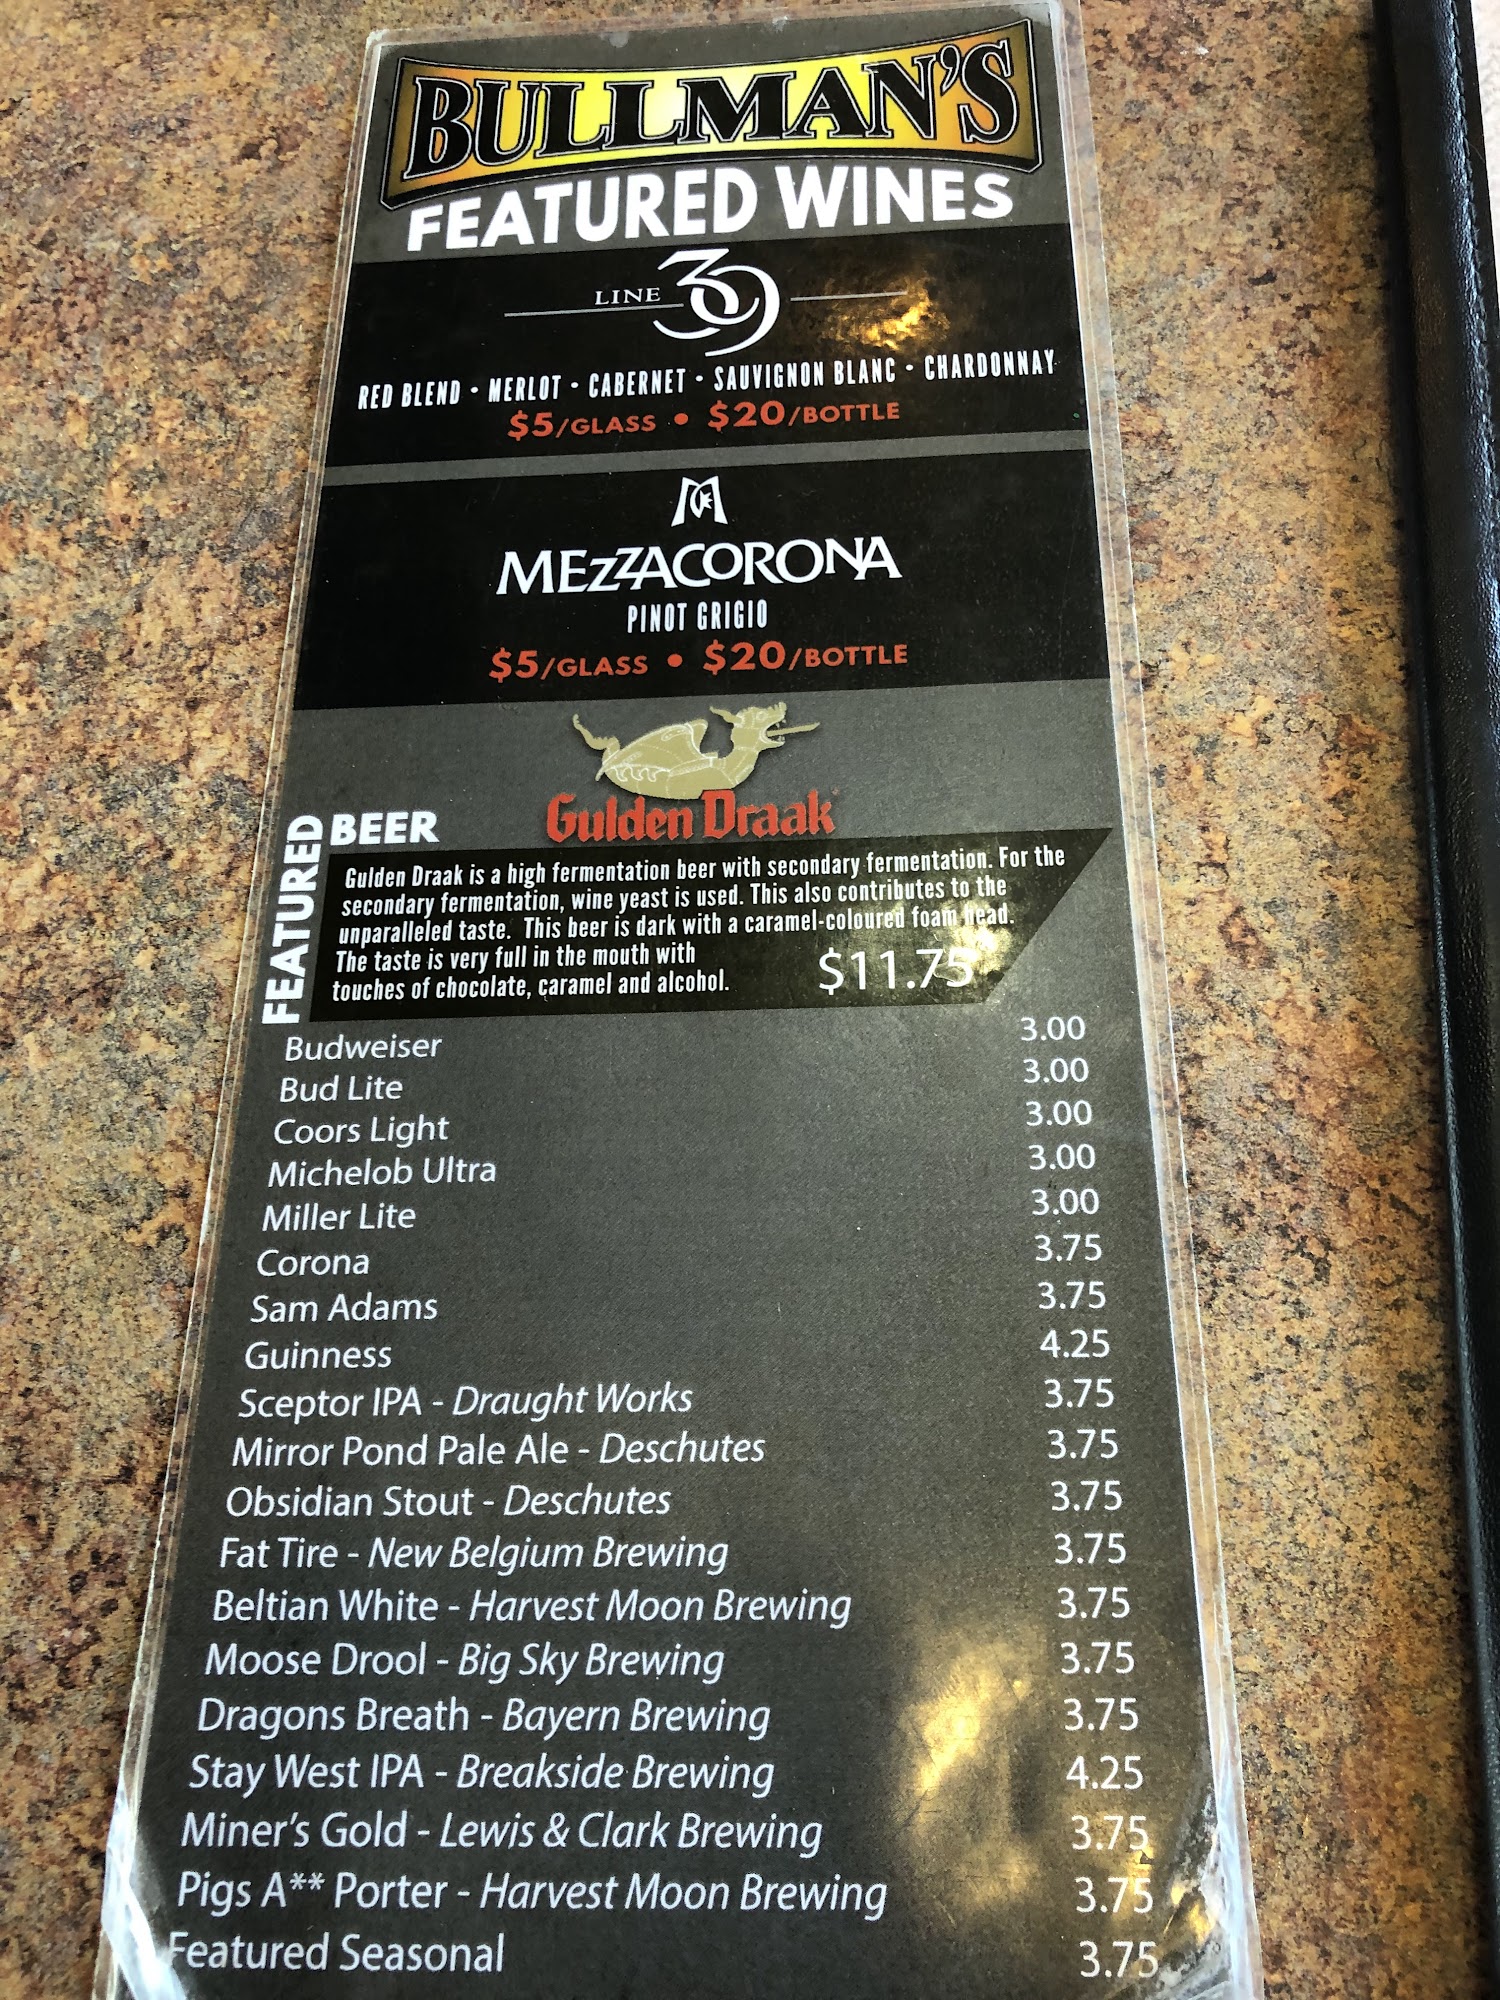 BULLMAN'S
FEATURED WINES
LINE 39
RED BLEND • MERLOT • CABERNET • SAUVIGNON BLANC • CHARDONNAY
$5/GLASS • $20/BOTTLE
MEZZACORONA
PINOT GRIGIO
$5/GLASS • $20/BOTTLE
Gulden Draak
FEATURED BEER
Gulden Draak is a high fermentation beer with secondary fermentation. For the
secondary fermentation, wine yeast is used. This also contributes to the
unparalleled taste. This beer is dark with a caramel-coloured foam head.
The taste is very full in the mouth with
touches of chocolate, caramel and alcohol.
$11.75
Budweiser 3.00
Bud Lite 3.00
Coors Light 3.00
Michelob Ultra 3.00
Miller Lite 3.00
Corona 3.75
Sam Adams 3.75
Guinness 4.25
Sceptor IPA - Draught Works 3.75
Mirror Pond Pale Ale - Deschutes 3.75
Obsidian Stout - Deschutes 3.75
Fat Tire - New Belgium Brewing 3.75
Beltian White - Harvest Moon Brewing 3.75
Moose Drool - Big Sky Brewing 3.75
Dragons Breath - Bayern Brewing 3.75
Stay West IPA - Breakside Brewing 4.25
Miner's Gold - Lewis & Clark Brewing 3.75
Pigs A** Porter - Harvest Moon Brewing 3.75
Featured Seasonal 3.75